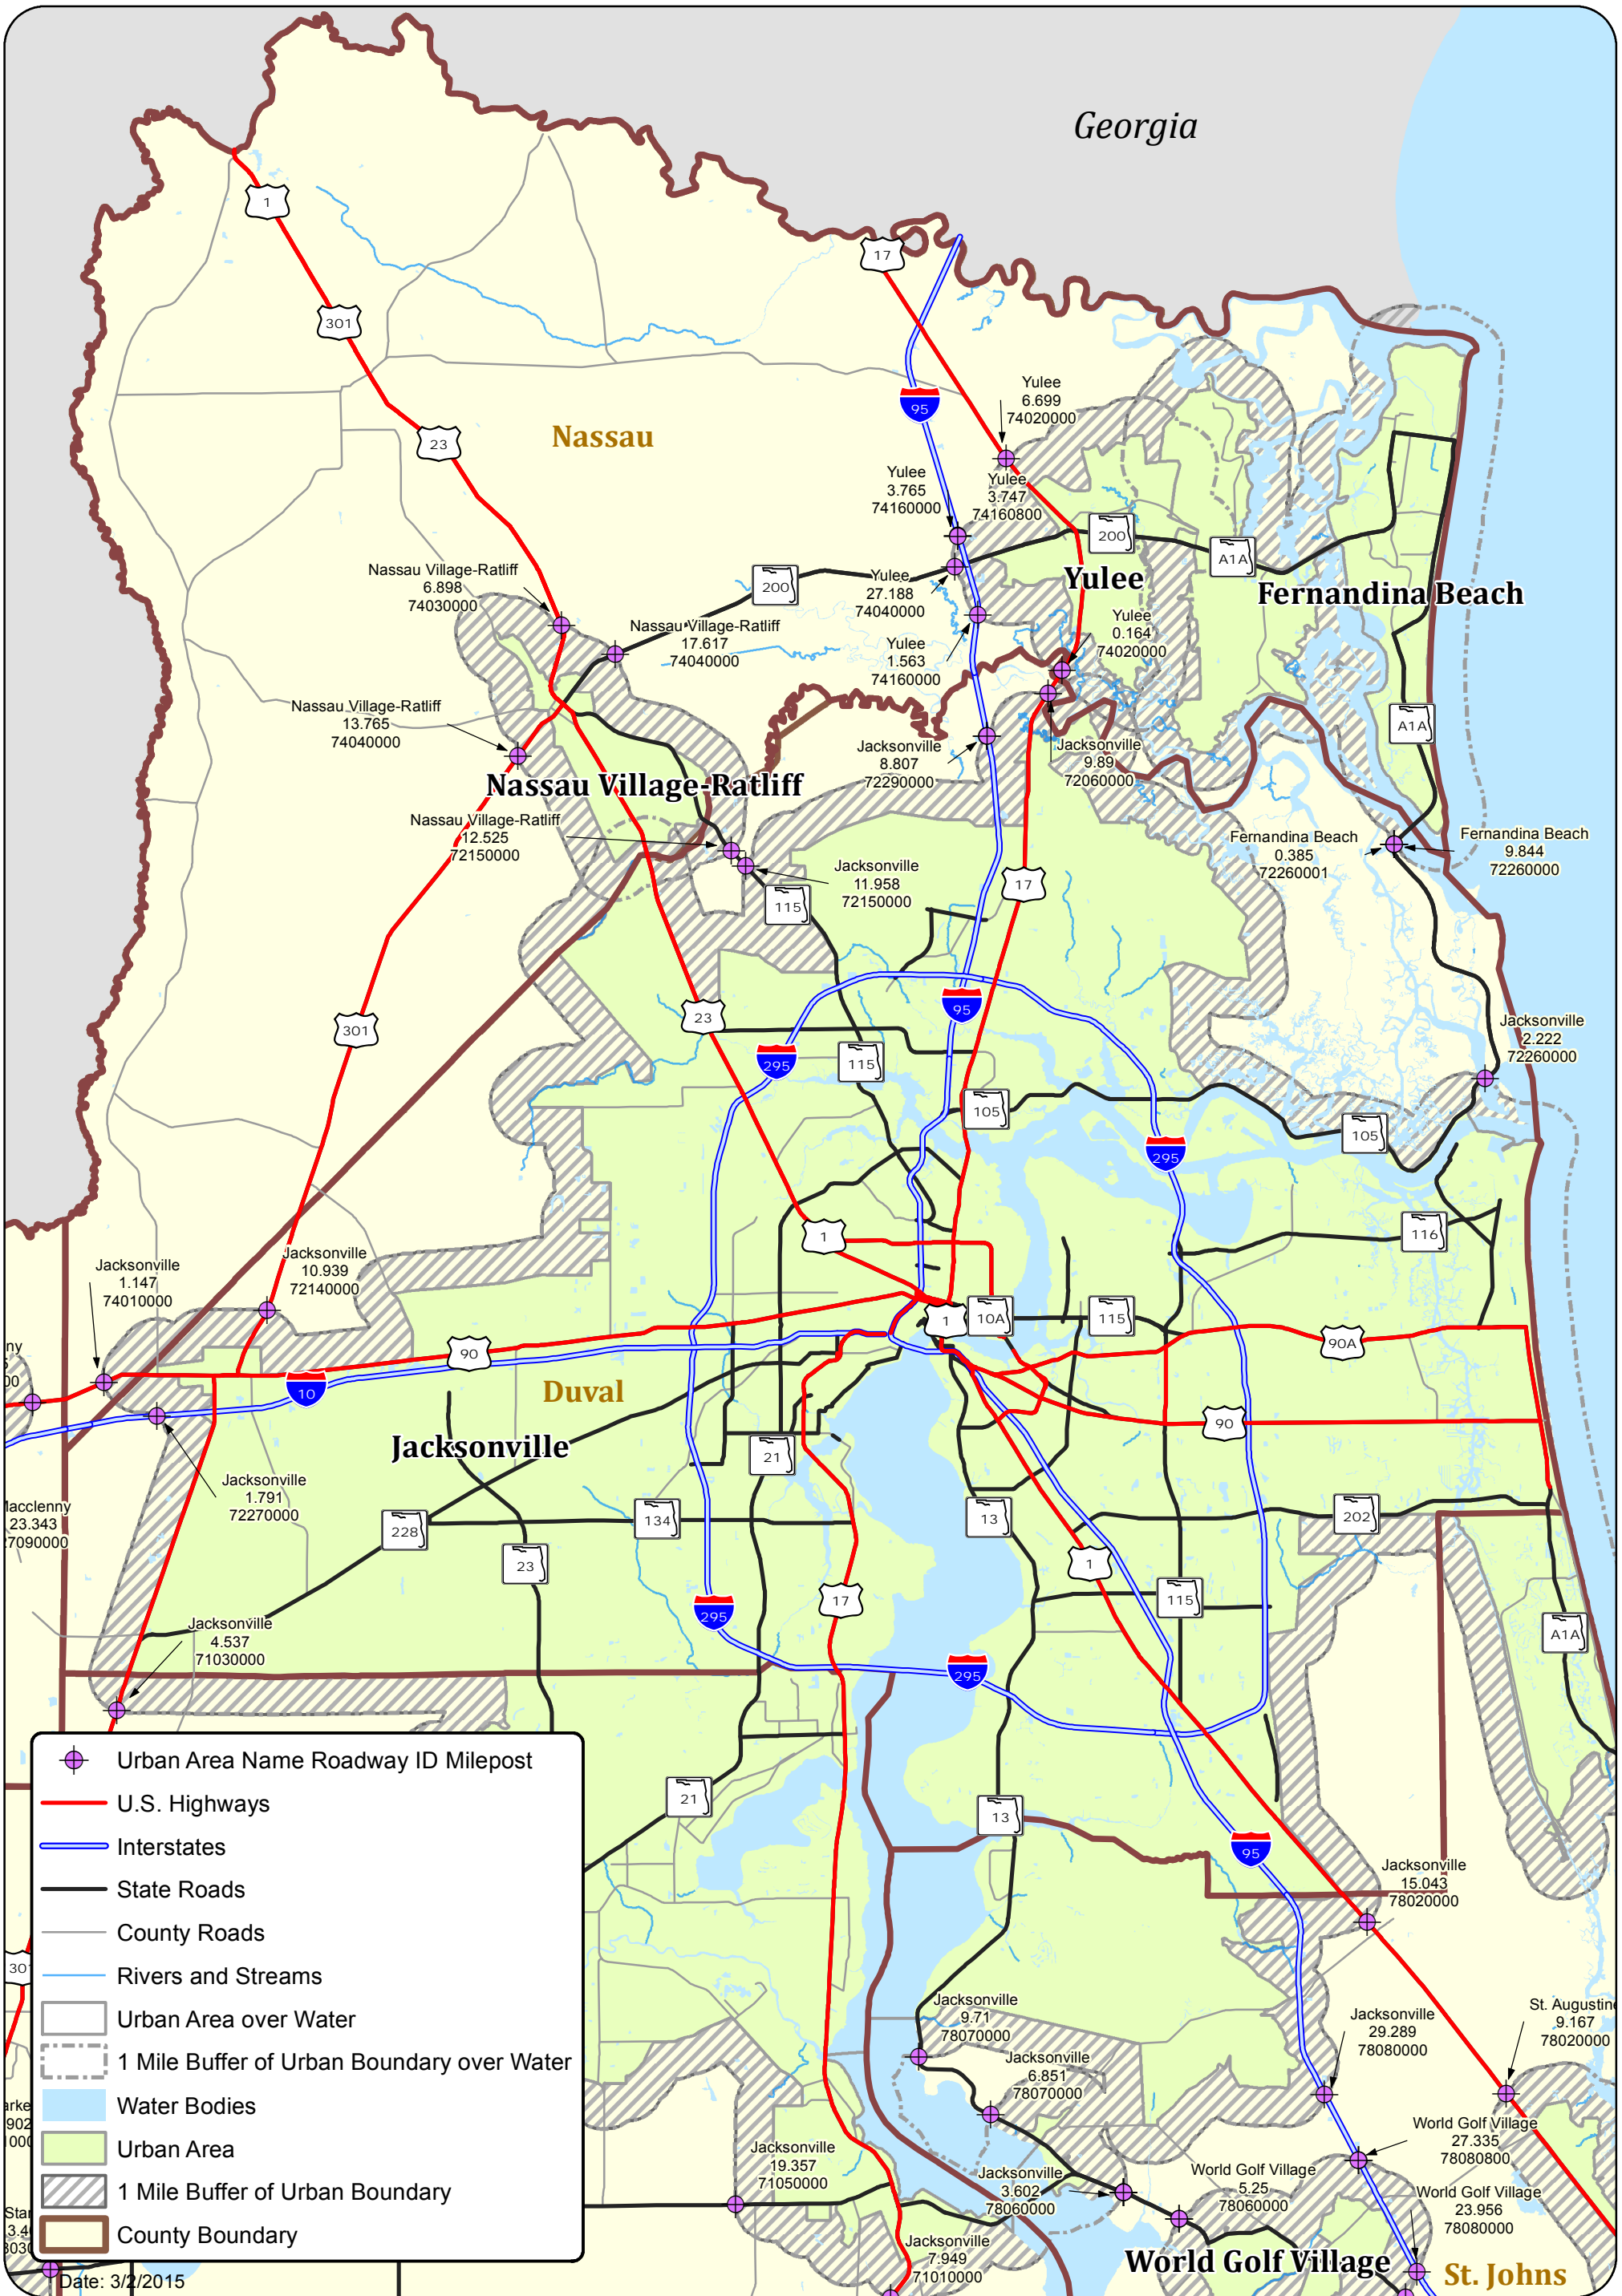 Georgia
1
17
301
95
Yulee
6.699
74020000
23
Nassau
Yulee
3.765
74160000
Yulee
3.747
74160800
200
A1A
Nassau Village-Ratliff
6.898
74030000
200
Yulee
27.188
74040000
Yulee
Fernandina Beach
Nassau Village-Ratliff
17.617
74040000
Yulee
1.563
74160000
Yulee
0.164
74020000
Nassau Village-Ratliff
13.765
74040000
A1A
Jacksonville
8.807
72290000
Jacksonville
9.89
72060000
Nassau Village-Ratliff
Nassau Village-Ratliff
12.525
72150000
Fernandina Beach
0.385
72260001
Fernandina Beach
9.844
72260000
Jacksonville
11.958
72150000
17
115
301
23
95
Jacksonville
2.222
72260000
295
115
105
105
295
116
1
Jacksonville
1.147
74010000
Jacksonville
10.939
72140000
1
10A
115
90A
ny
00
90
10
Duval
90
Jacksonville
21
Jacksonville
1.791
72270000
Macclenny
23.343
27090000
228
134
13
202
23
1
295
17
115
A1A
Jacksonville
4.537
71030000
295
21
13
95
Jacksonville
15.043
78020000
Urban Area Name Roadway ID Milepost
U.S. Highways
Interstates
State Roads
County Roads
Rivers and Streams
Urban Area over Water
1 Mile Buffer of Urban Boundary over Water
Water Bodies
Urban Area
1 Mile Buffer of Urban Boundary
County Boundary
301
Jacksonville
9.71
78070000
Jacksonville
6.851
78070000
Jacksonville
29.289
78080000
St. Augustine
9.167
78020000
World Golf Village
27.335
78080800
Jacksonville
19.357
71050000
Jacksonville
3.602
78060000
World Golf Village
5.25
78060000
World Golf Village
23.956
78080000
Jacksonville
7.949
71010000
World Golf Village
St. Johns
Date: 3/2/2015